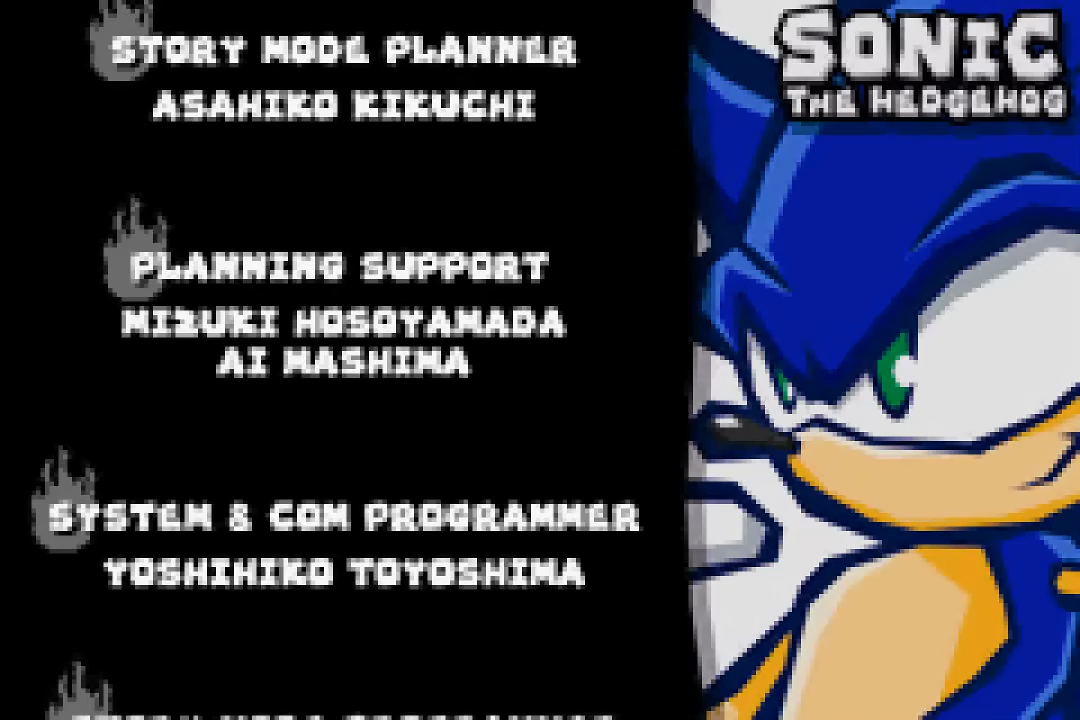 STORY MODE PLANNER
ASAHIKO KIKUCHI
PLANNING SUPPORT
MIZUKI HOSOYAMADA
AI MASHIMA
SYSTEM & COM PROGRAMMER
YOSHIHIKO TOYOSHIMA
SONIC
THE HEDGEHOG